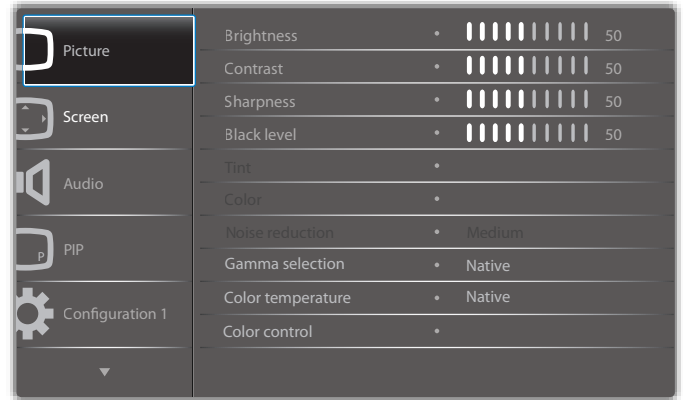 Picture
Screen
Audio
P PIP
Configuration 1
Brightness • 50
Contrast • 50
Sharpness • 50
Black level • 50
Tint •
Color •
Noise reduction • Medium
Gamma selection • Native
Color temperature • Native
Color control •